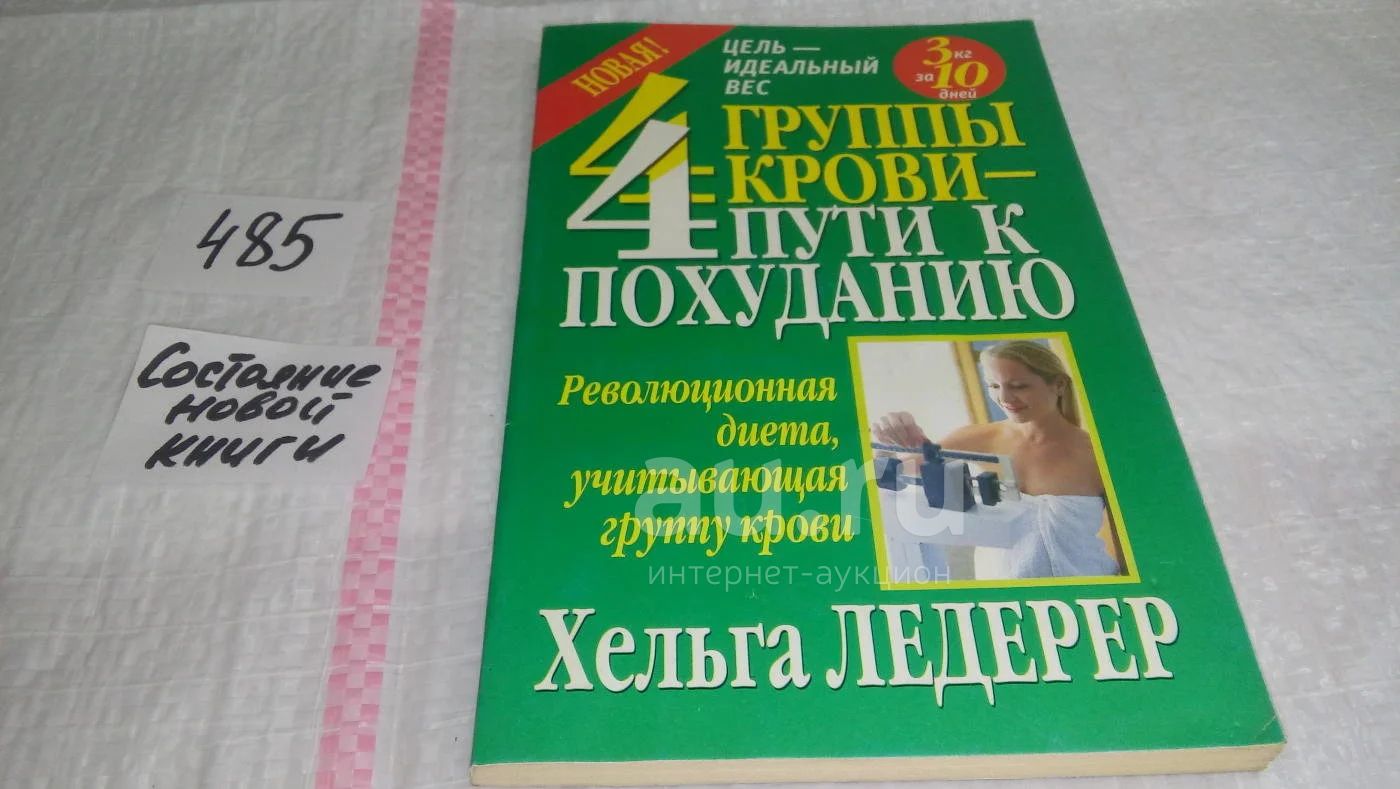 485
Состояние
новой
книги
НОВАЯ!
ЦЕЛЬ —
ИДЕАЛЬНЫЙ
ВЕС
3 кг
за 10
дней
4 ГРУППЫ
КРОВИ —
4 ПУТИ К
ПОХУДАНИЮ
Революционная
диета,
учитывающая
группу крови
au.ru
интернет-аукцион
Хельга ЛЕДЕРЕР